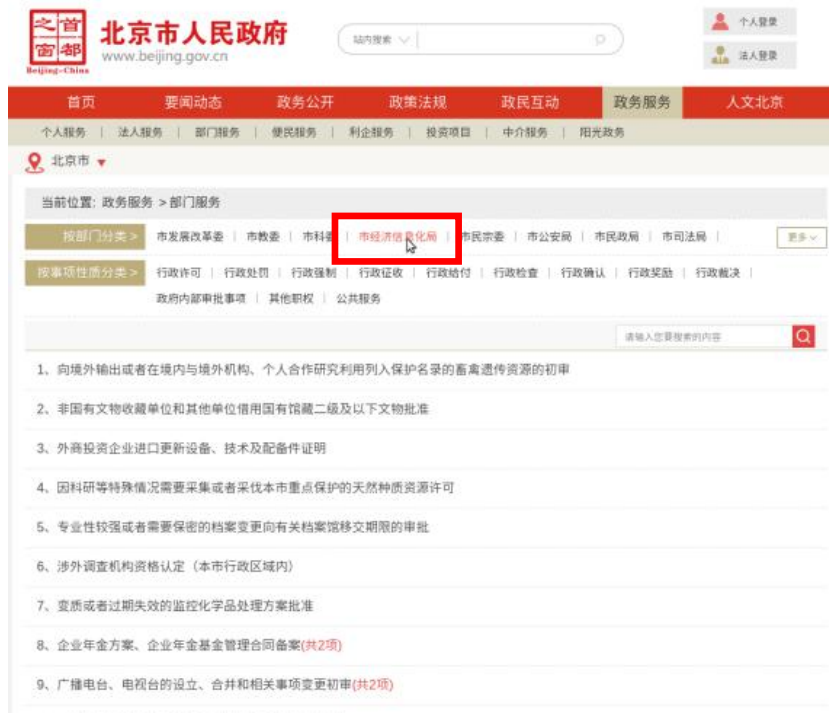 首都之窗
Beijing-China
北京市人民政府
www.beijing.gov.cn
站内搜索
个人登录
法人登录
首页 要闻动态 政务公开 政策法规 政民互动 政务服务 人文北京
个人服务 | 法人服务 | 部门服务 | 便民服务 | 利企服务 | 投资项目 | 中介服务 | 阳光政务
北京市
当前位置: 政务服务 > 部门服务
按部门分类 > 市发展改革委 | 市教委 | 市科委 | 市经济信息化局 | 市民宗委 | 市公安局 | 市民政局 | 市司法局 | 更多
按事项性质分类 > 行政许可 | 行政处罚 | 行政强制 | 行政征收 | 行政给付 | 行政检查 | 行政确认 | 行政奖励 | 行政裁决 |
政府内部审批事项 | 其他职权 | 公共服务
请输入您要搜索的内容
1、向境外输出或者在境内与境外机构、个人合作研究利用列入保护名录的畜禽遗传资源的初审
2、非国有文物收藏单位和其他单位借用国有馆藏二级及以下文物批准
3、外商投资企业进口更新设备、技术及配备件证明
4、因科研等特殊情况需要采集或者采伐本市重点保护的天然种质资源许可
5、专业性较强或者需要保密的档案变更向有关档案馆移交期限的审批
6、涉外调查机构资格认定（本市行政区域内）
7、变质或者过期失效的监控化学品处理方案批准
8、企业年金方案、企业年金基金管理合同备案(共2项)
9、广播电台、电视台的设立、合并和相关事项变更初审(共2项)